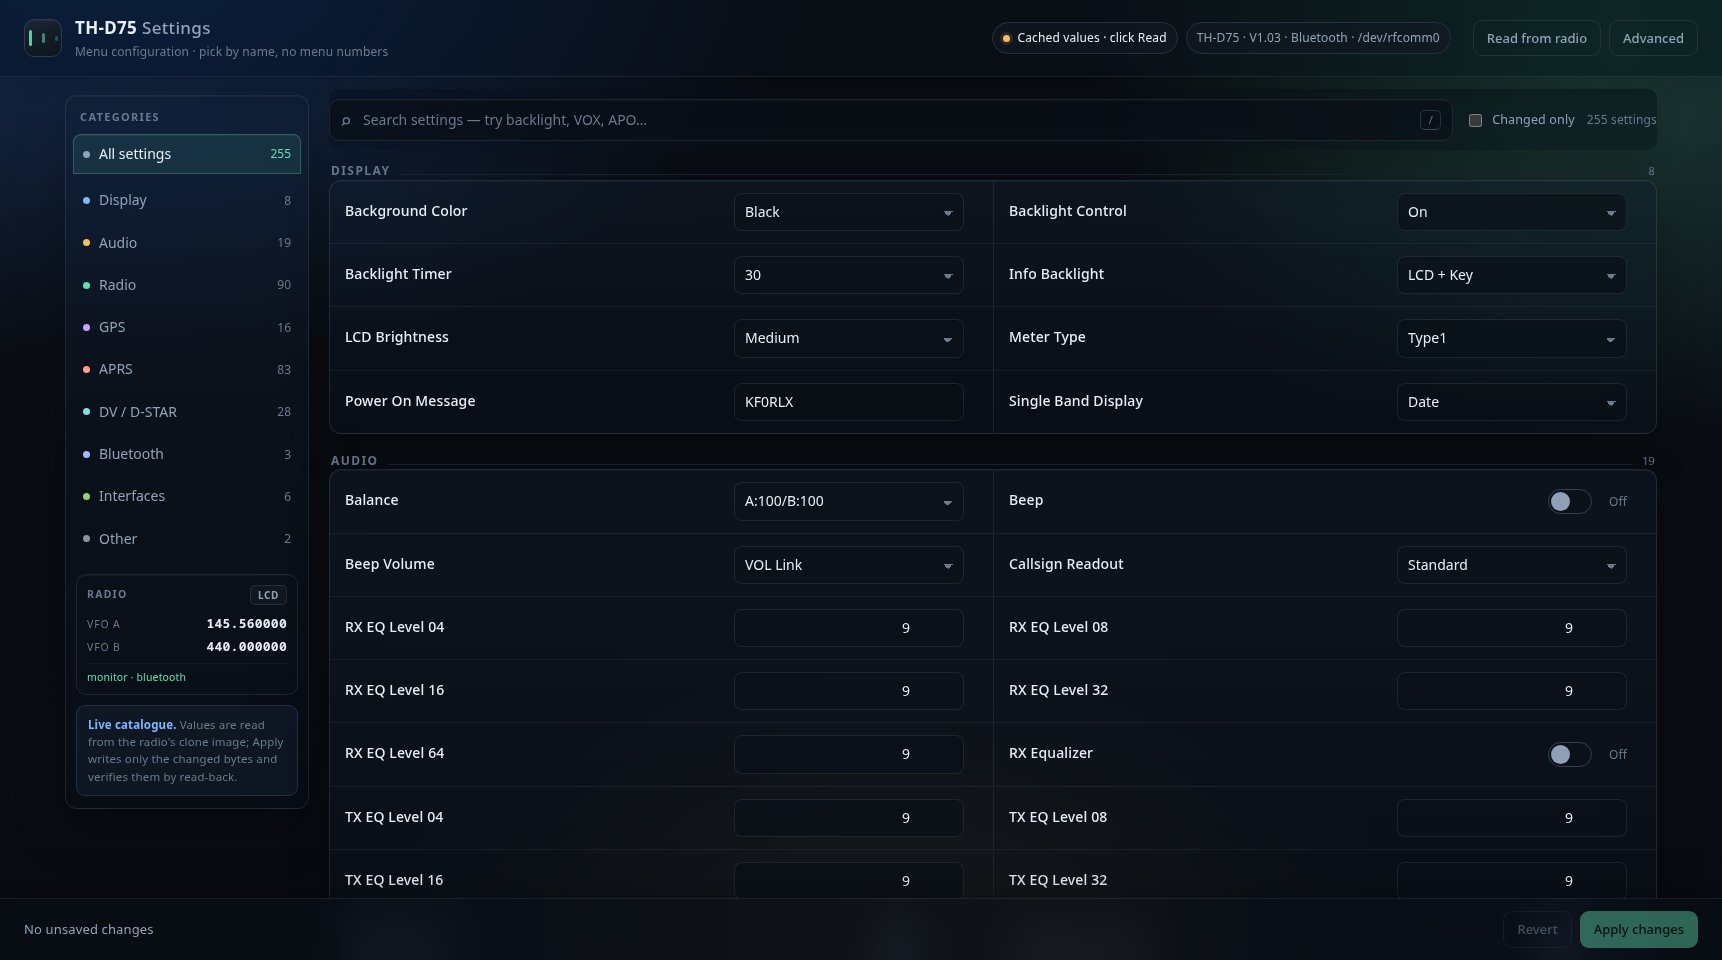 TH-D75 Settings
Menu configuration · pick by name, no menu numbers
Cached values · click Read
TH-D75 · V1.03 · Bluetooth · /dev/rfcomm0
Read from radio
Advanced
CATEGORIES
All settings 255
Display 8
Audio 19
Radio 90
GPS 16
APRS 83
DV / D-STAR 28
Bluetooth 3
Interfaces 6
Other 2
RADIO LCD
VFO A 145.560000
VFO B 440.000000
monitor · bluetooth
Live catalogue. Values are read
from the radio's clone image; Apply
writes only the changed bytes and
verifies them by read-back.
Search settings — try backlight, VOX, APO...
/
Changed only 255 settings
DISPLAY 8
Background Color Black
Backlight Control On
Backlight Timer 30
Info Backlight LCD + Key
LCD Brightness Medium
Meter Type Type1
Power On Message KF0RLX
Single Band Display Date
AUDIO 19
Balance A:100/B:100
Beep Off
Beep Volume VOL Link
Callsign Readout Standard
RX EQ Level 04 9
RX EQ Level 08 9
RX EQ Level 16 9
RX EQ Level 32 9
RX EQ Level 64 9
RX Equalizer Off
TX EQ Level 04 9
TX EQ Level 08 9
TX EQ Level 16 9
TX EQ Level 32 9
No unsaved changes
Revert
Apply changes